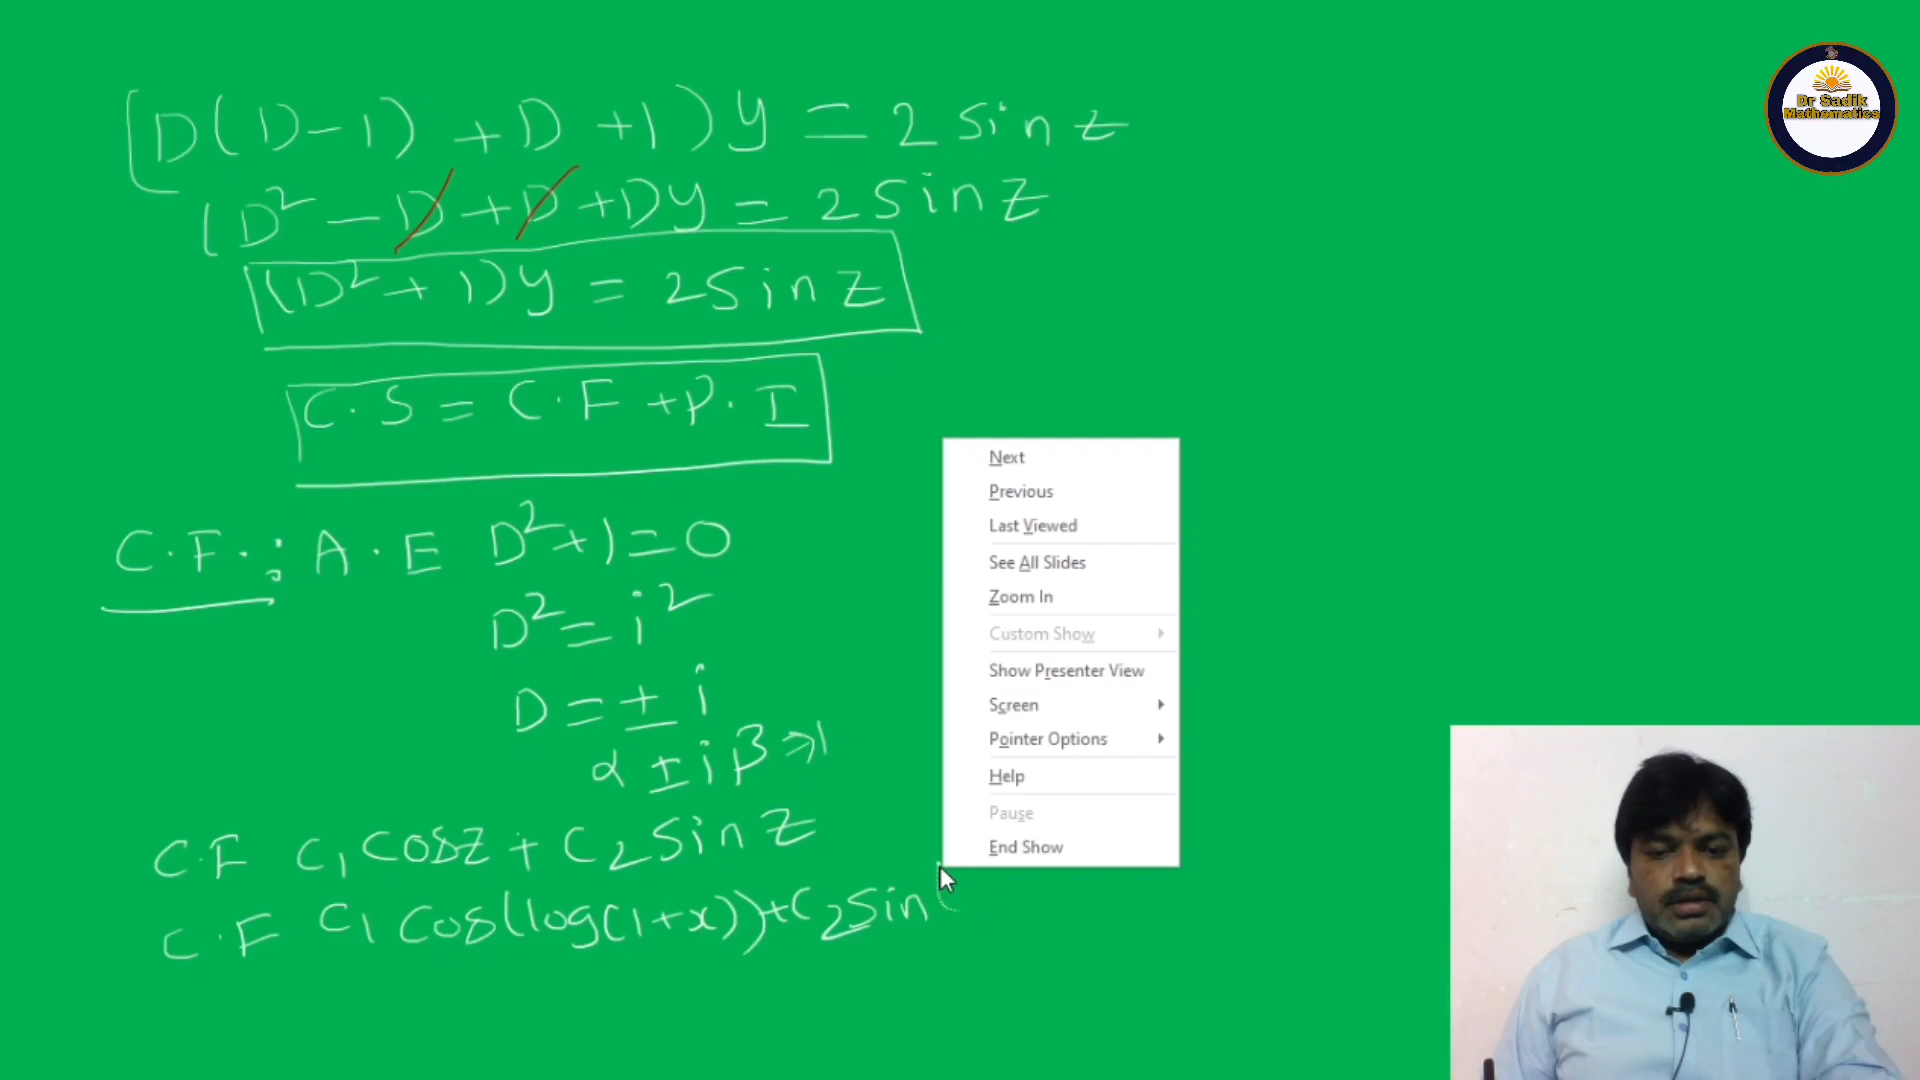 [D(D-1) + D + 1) y = 2 sin z
(D² - D + D + 1) y = 2 sin z
(D² + 1) y = 2 Sin z
C.S = C.F + P.I
C.F. : A.E D² + 1 = 0
D² = i²
D = ± i
α ± i β → 1
C.F C₁ cos z + C₂ sin z
C.F C₁ cos(log(1+x)) + C₂ sin (
Next
Previous
Last Viewed
See All Slides
Zoom In
Custom Show
Show Presenter View
Screen
Pointer Options
Help
Pause
End Show
Dr Sadik
Mathematics